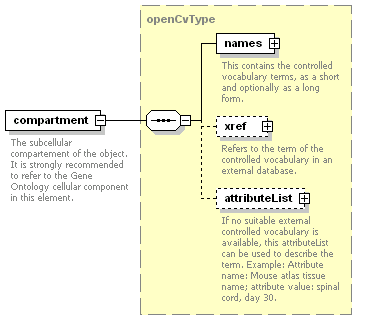 openCvType
names
This contains the controlled
vocabulary terms, as a short
and optionally as a long
form.
compartment
The subcellular
compartement of the object.
It is strongly recommended
to refer to the Gene
Ontology cellular component
in this element.
xref
Refers to the term of the
controlled vocabulary in an
external database.
attributeList
If no suitable external
controlled vocabulary is
available, this attributeList
can be used to describe the
term. Example: Attribute
name: Mouse atlas tissue
name; attribute value: spinal
cord, day 30.